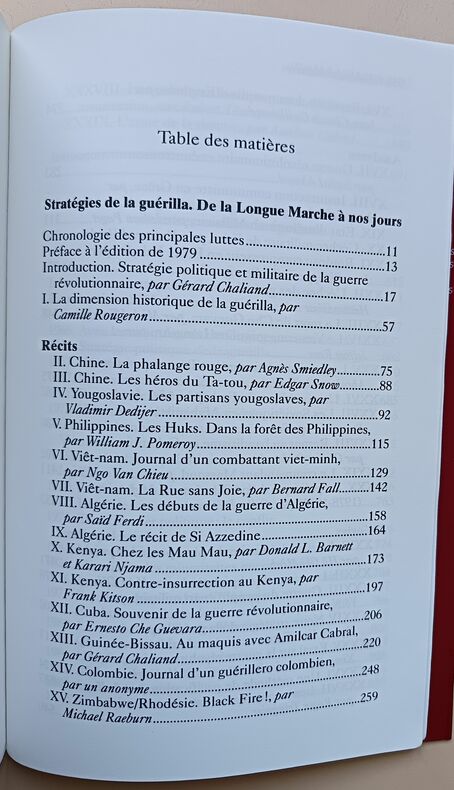 Table des matières
Stratégies de la guérilla. De la Longue Marche à nos jours
Chronologie des principales luttes 11
Préface à l'édition de 1979 13
Introduction. Stratégie politique et militaire de la guerre
révolutionnaire, par Gérard Chaliand 17
I. La dimension historique de la guérilla, par
Camille Rougeron 57
Récits
II. Chine. La phalange rouge, par Agnès Smiedley 75
III. Chine. Les héros du Ta-tou, par Edgar Snow 88
IV. Yougoslavie. Les partisans yougoslaves, par
Vladimir Dedijer 92
V. Philippines. Les Huks. Dans la forêt des Philippines,
par William J. Pomeroy 115
VI. Viêt-nam. Journal d'un combattant viet-minh,
par Ngo Van Chieu 129
VII. Viêt-nam. La Rue sans Joie, par Bernard Fall 142
VIII. Algérie. Les débuts de la guerre d'Algérie,
par Saïd Ferdi 158
IX. Algérie. Le récit de Si Azzedine 164
X. Kenya. Chez les Mau Mau, par Donald L. Barnett
et Karari Njama 173
XI. Kenya. Contre-insurrection au Kenya, par
Frank Kitson 197
XII. Cuba. Souvenir de la guerre révolutionnaire,
par Ernesto Che Guevara 206
XIII. Guinée-Bissau. Au maquis avec Amilcar Cabral,
par Gérard Chaliand 220
XIV. Colombie. Journal d'un guérillero colombien,
par un anonyme 248
XV. Zimbabwe/Rhodésie. Black Fire!, par
Michael Raeburn 259